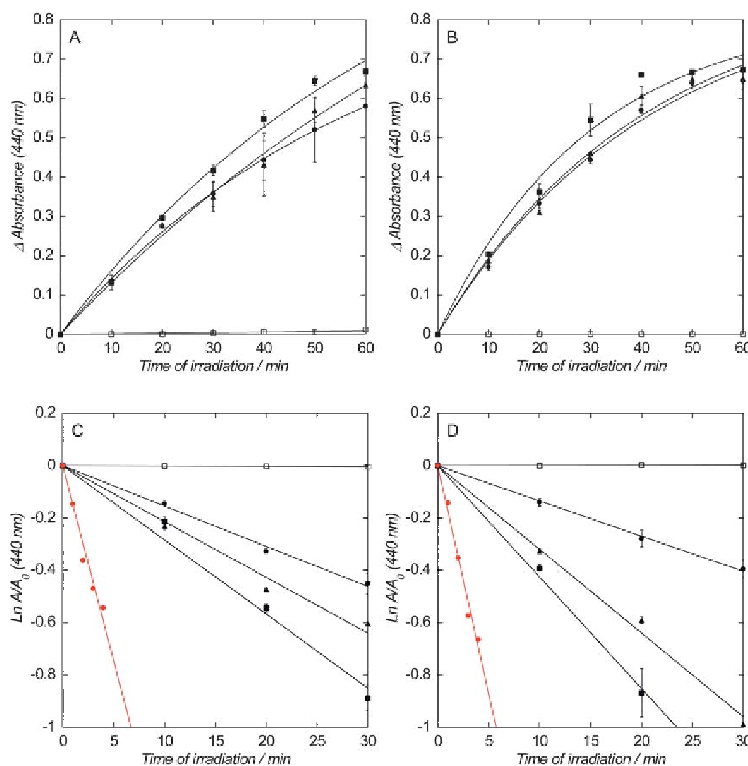 A
0.8
0.7
0.6
0.5
0.4
0.3
0.2
0.1
0
Δ Absorbance (440 nm)
0 10 20 30 40 50 60
Time of irradiation / min
B
0.8
0.7
0.6
0.5
0.4
0.3
0.2
0.1
0
Δ Absorbance (440 nm)
0 10 20 30 40 50 60
Time of irradiation / min
C
0.2
0
-0.2
-0.4
-0.6
-0.8
-1
Ln A/A₀ (440 nm)
0 5 10 15 20 25 30
Time of irradiation / min
D
0.2
0
-0.2
-0.4
-0.6
-0.8
-1
Ln A/A₀ (440 nm)
0 5 10 15 20 25 30
Time of irradiation / min